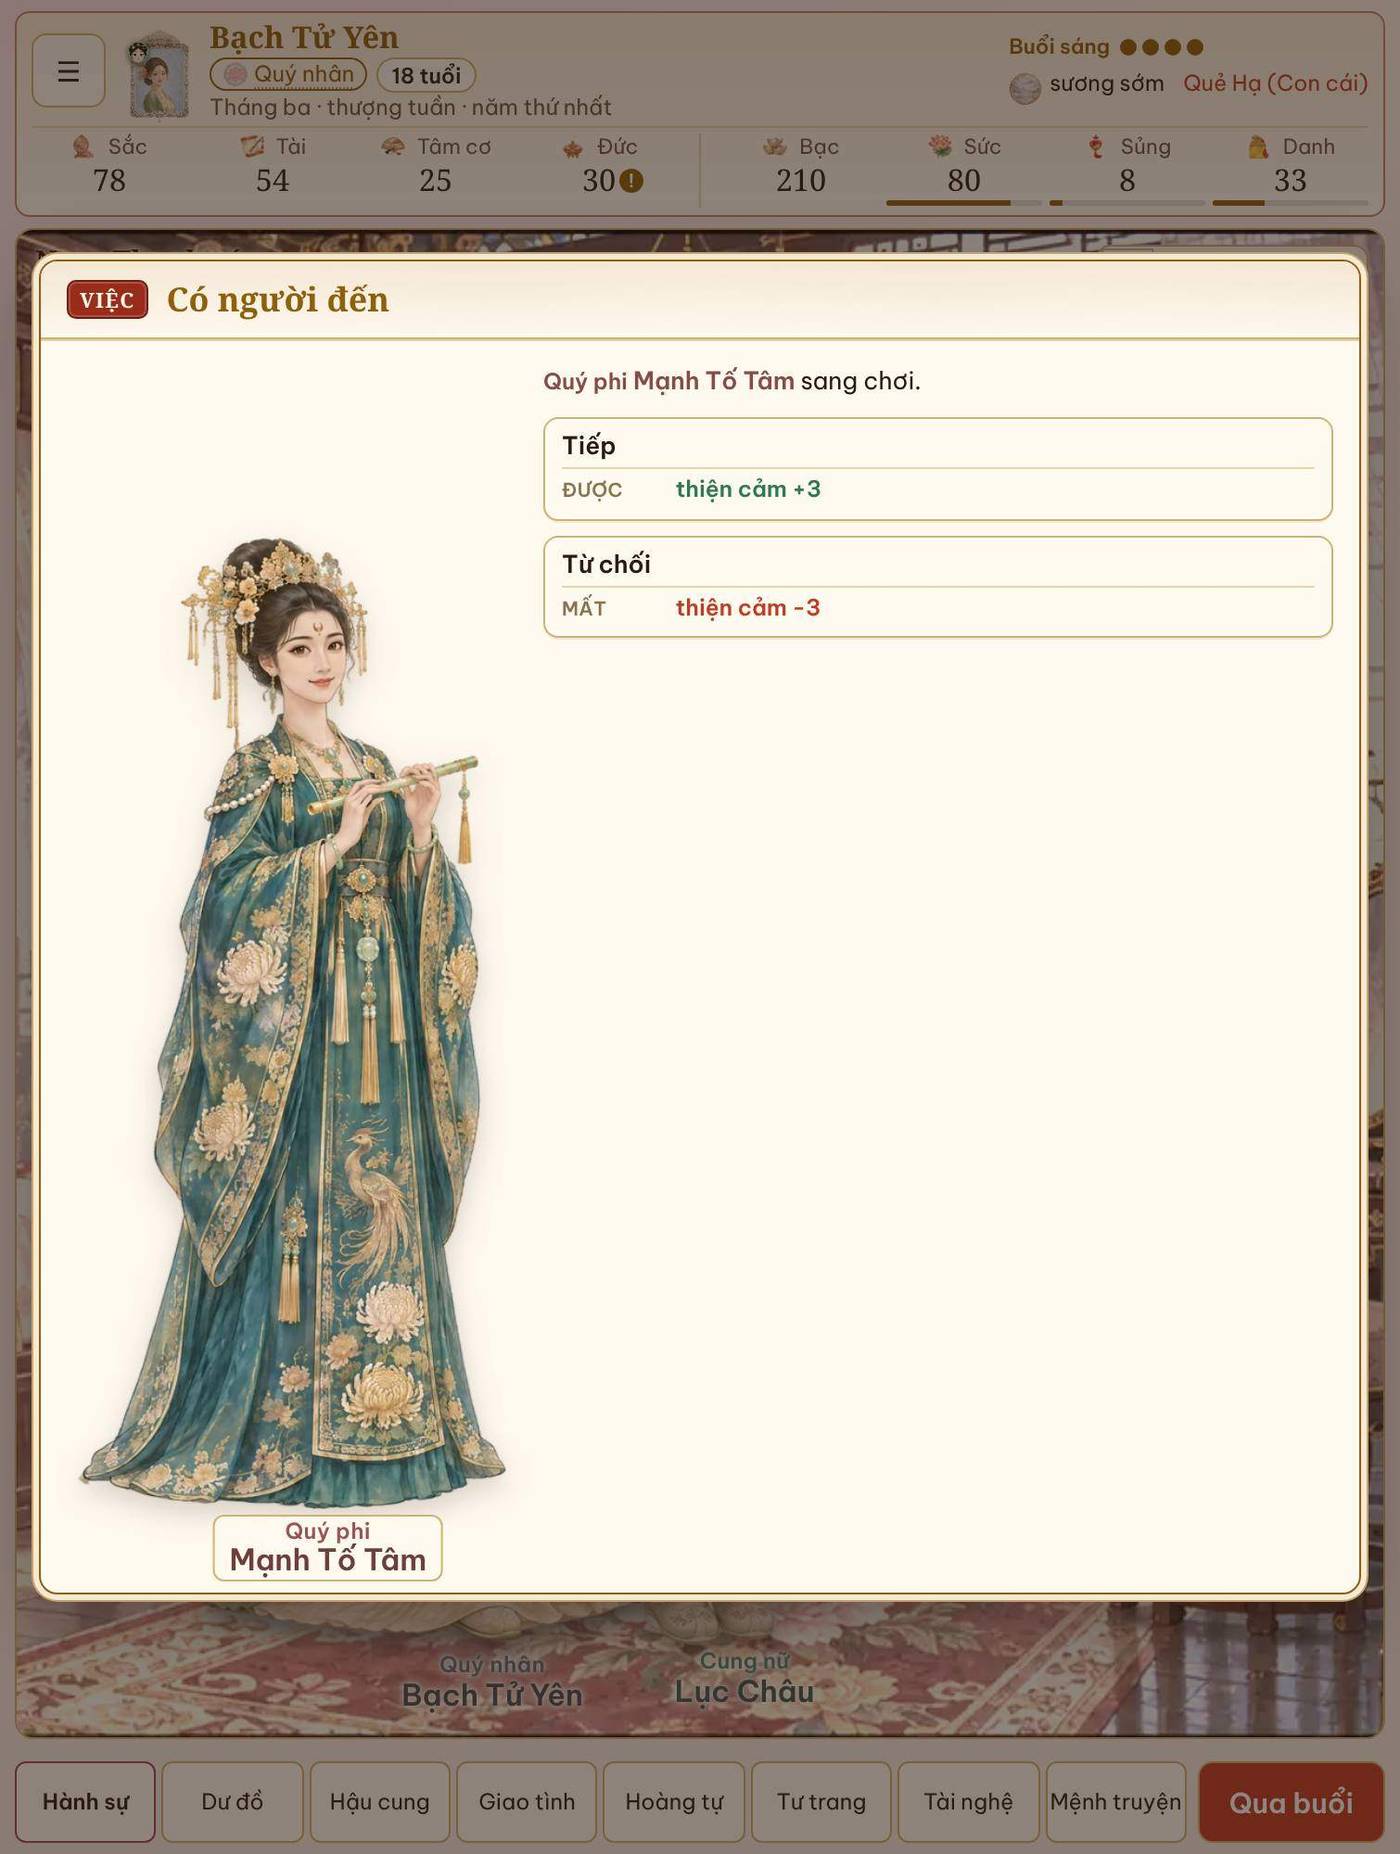 ☰
Bạch Tử Yên
Quý nhân 18 tuổi
Tháng ba · thượng tuần · năm thứ nhất
Buổi sáng
sương sớm Quẻ Hạ (Con cái)
Sắc Tài Tâm cơ Đức Bạc Sức Sủng Danh
78 54 25 30 ! 210 80 8 33
VIỆC Có người đến
Quý phi Mạnh Tố Tâm sang chơi.
Tiếp
ĐƯỢC thiện cảm +3
Từ chối
MẤT thiện cảm -3
Quý phi
Mạnh Tố Tâm
Quý nhân
Bạch Tử Yên
Cung nữ
Lục Châu
Hành sự Dư đồ Hậu cung Giao tình Hoàng tự Tư trang Tài nghệ Mệnh truyện Qua buổi